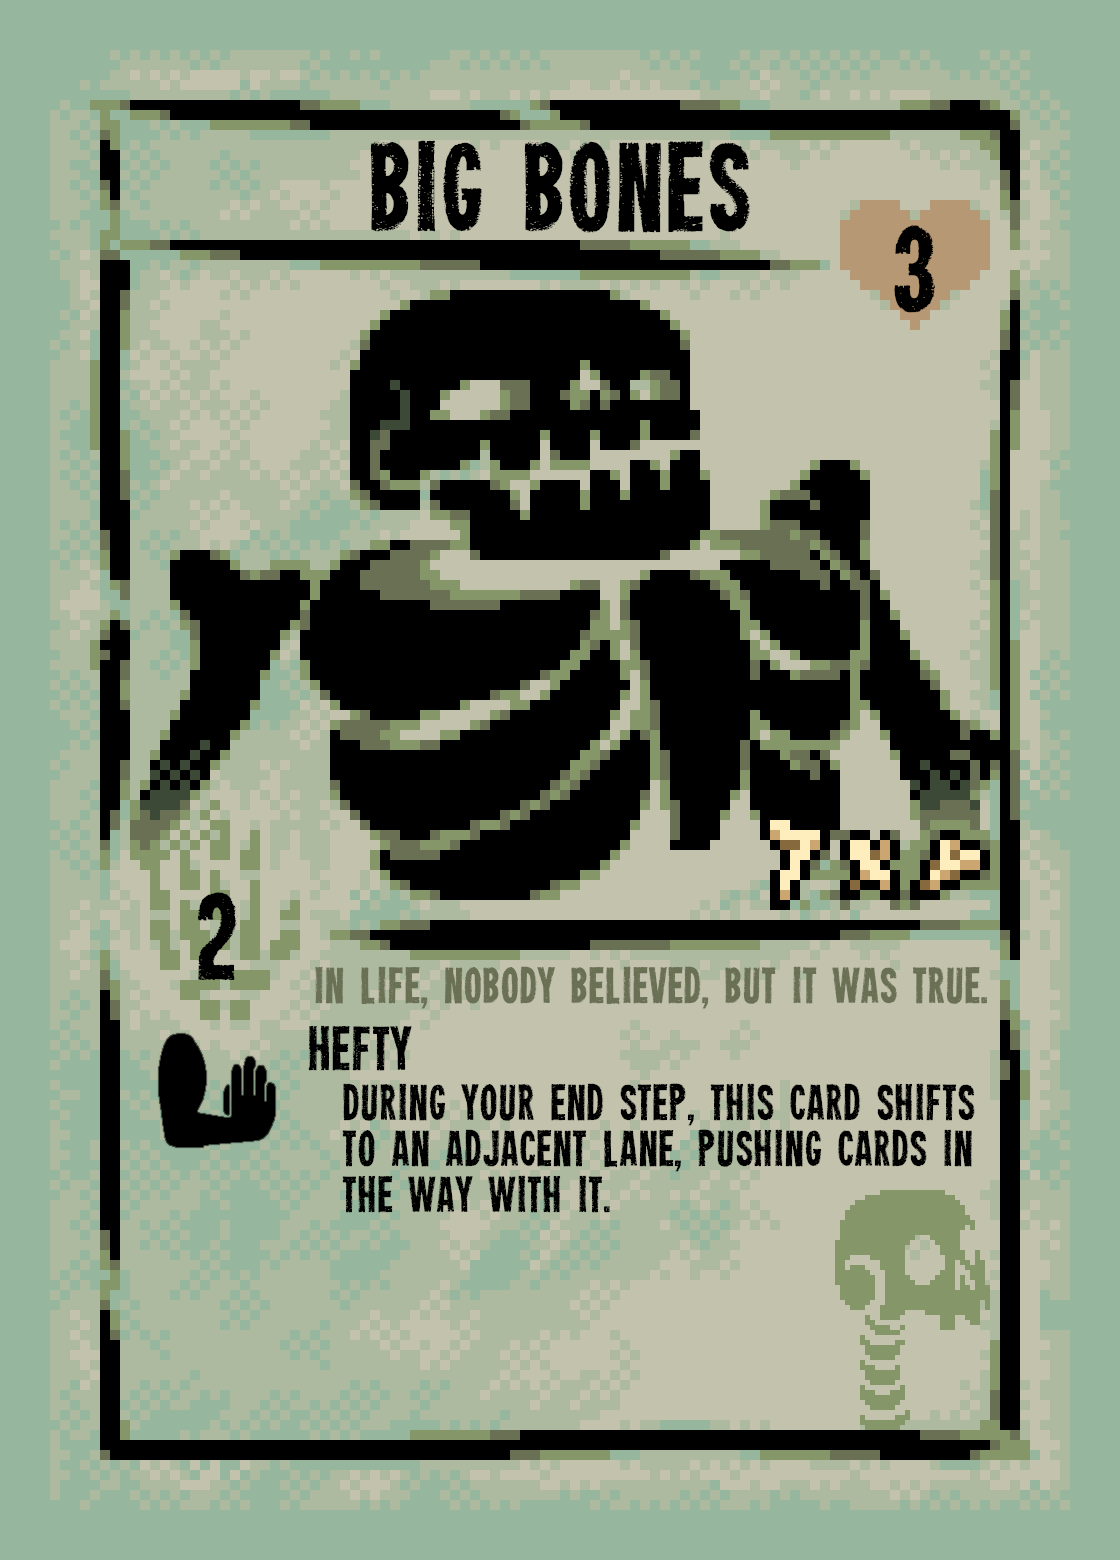 BIG BONES
3
7 X
2
IN LIFE, NOBODY BELIEVED, BUT IT WAS TRUE.
HEFTY
DURING YOUR END STEP, THIS CARD SHIFTS
TO AN ADJACENT LANE, PUSHING CARDS IN
THE WAY WITH IT.